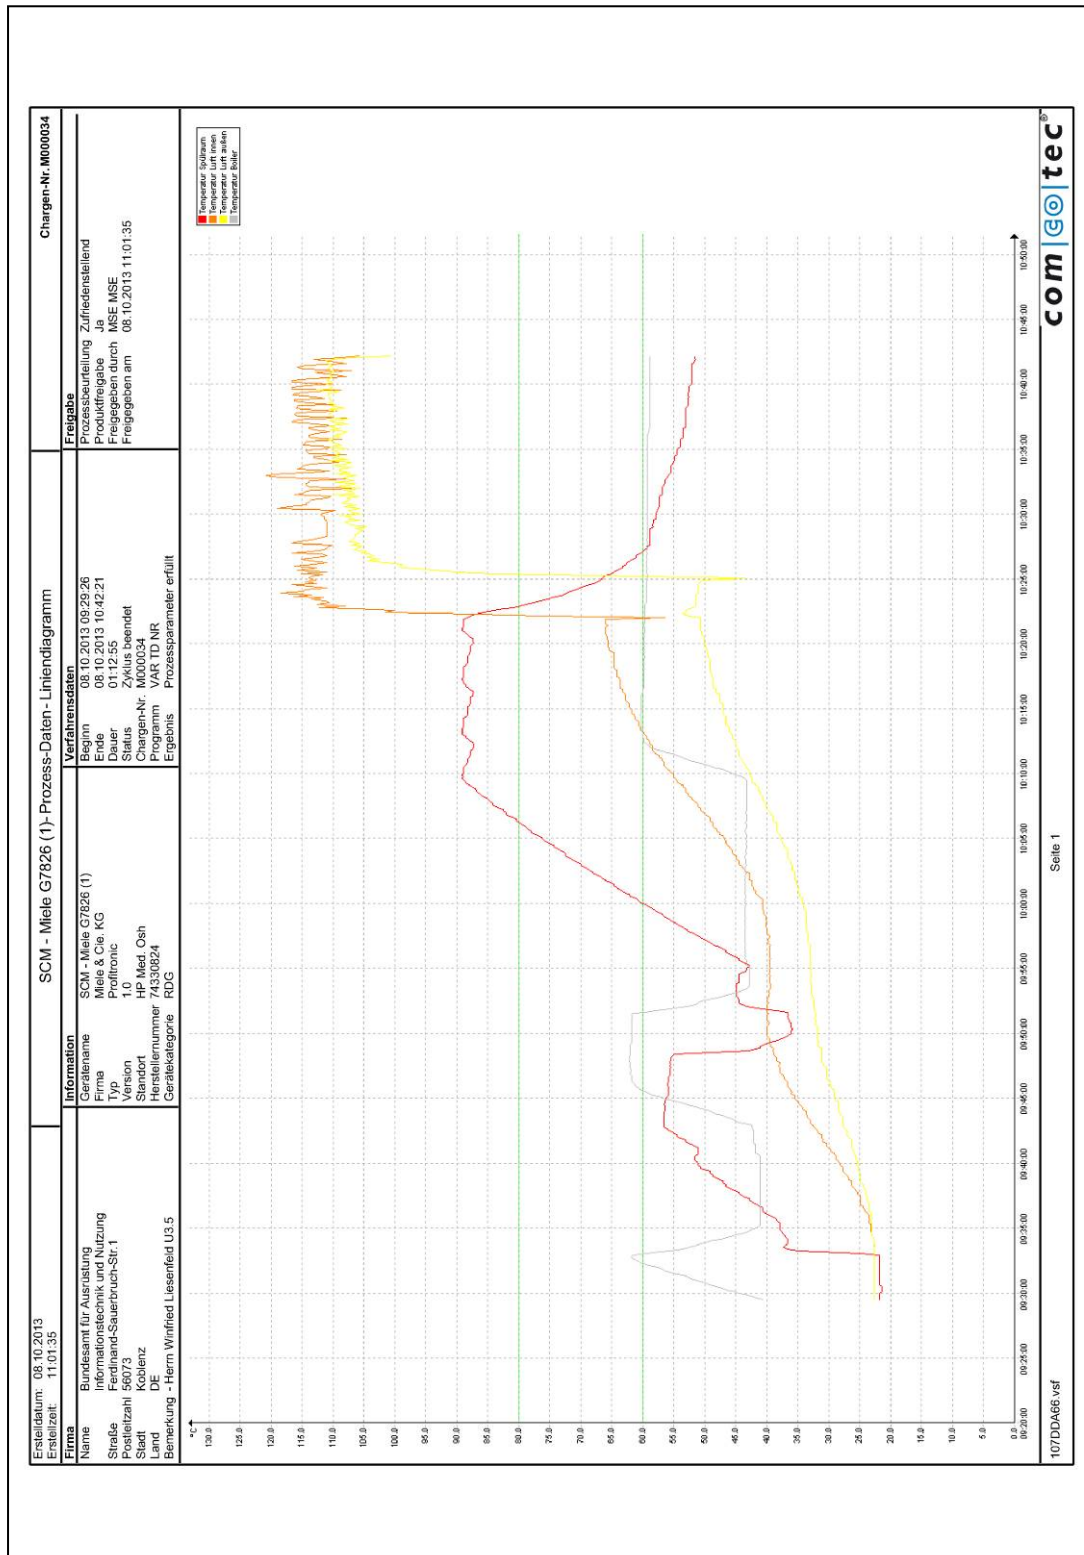 Erstelldatum: 08.10.2013
Erstellzeit: 11:01:35
SCM - Miele G7826 (1)- Prozess-Daten - Liniendiagramm
Chargen-Nr. M000034
Firma
Name Bundesamt für Ausrüstung
Informationstechnik und Nutzung
Straße Ferdinand-Sauerbruch-Str.1
Postleitzahl 56073
Stadt Koblenz
Land DE
Bemerkung - Herrn Winfried Liesenfeld U3.5
Information
Gerätename SCM - Miele G7826 (1)
Firma Miele & Cie. KG
Typ Profitronic
Version 1.0
Standort HP Med. Osh
Herstellernummer 74330824
Gerätekategorie RDG
Verfahrensdaten
Beginn 08.10.2013 09:29:26
Ende 08.10.2013 10:42:21
Dauer 01:12:55
Status Zyklus beendet
Chargen-Nr. M000034
Programm VAR TD NR
Ergebnis Prozessparameter erfüllt
Freigabe
Prozessbeurteilung Zufriedenstellend
Produktfreigabe Ja
Freigegeben durch MSE MSE
Freigegeben am 08.10.2013 11:01:35
Temperatur Spülraum
Temperatur Luft innen
Temperatur Luft außen
Temperatur Boiler
°C
130.0
125.0
120.0
115.0
110.0
105.0
100.0
95.0
90.0
85.0
80.0
75.0
70.0
65.0
60.0
55.0
50.0
45.0
40.0
35.0
30.0
25.0
20.0
15.0
10.0
5.0
0.0
09:20:00 09:25:00 09:30:00 09:35:00 09:40:00 09:45:00 09:50:00 09:55:00 10:00:00 10:05:00 10:10:00 10:15:00 10:20:00 10:25:00 10:30:00 10:35:00 10:40:00 10:45:00 10:50:00
107DDA66.vsf
Seite 1
com|go|tec®